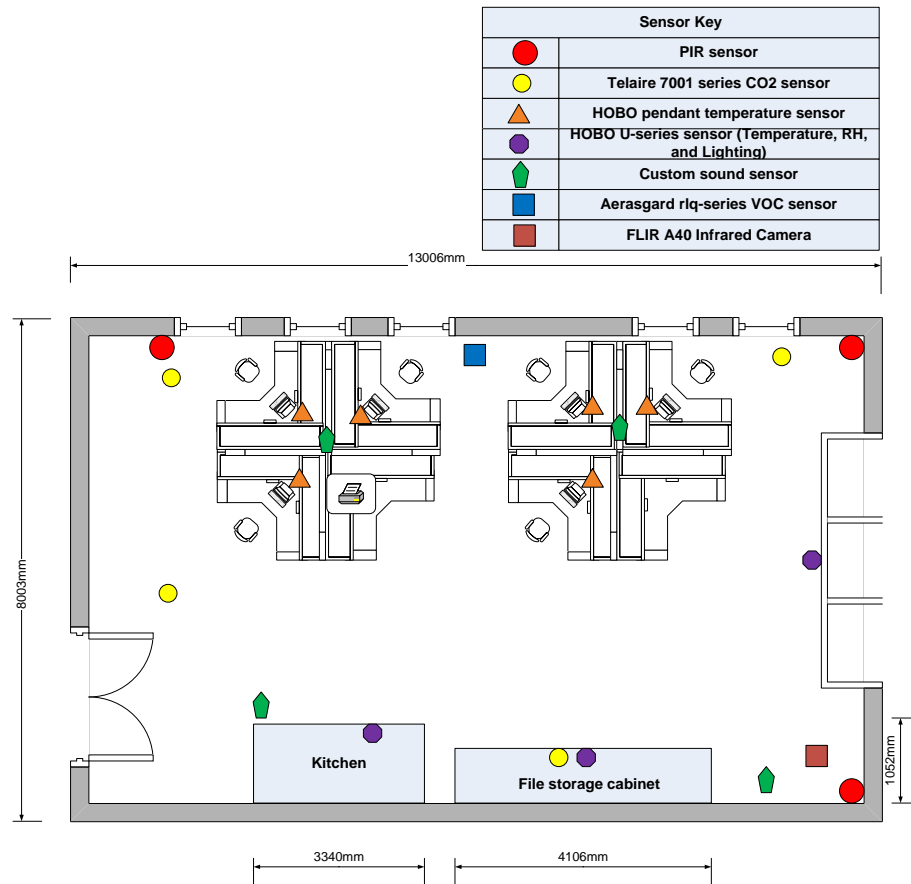 Sensor Key
PIR sensor
Telaire 7001 series CO2 sensor
HOBO pendant temperature sensor
HOBO U-series sensor (Temperature, RH,
and Lighting)
Custom sound sensor
Aerasgard rlq-series VOC sensor
FLIR A40 Infrared Camera
13006mm
8003mm
1052mm
Kitchen
File storage cabinet
3340mm
4106mm